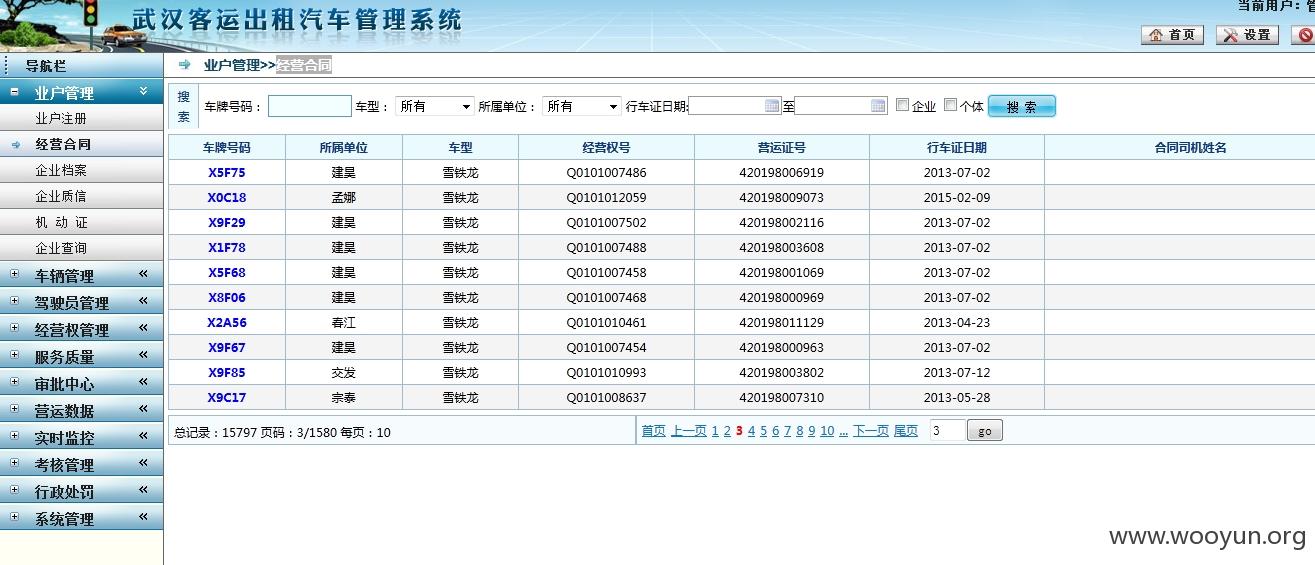 武汉客运出租汽车管理系统
当前用户：管
首页 设置
导航栏
业户管理>>经营合同
业户管理
业户注册
经营合同
企业档案
企业质信
机 动 证
企业查询
车辆管理
驾驶员管理
经营权管理
服务质量
审批中心
营运数据
实时监控
考核管理
行政处罚
系统管理
搜索 车牌号码： 车型： 所有 所属单位： 所有 行车证日期: 至 企业 个体 搜 索
车牌号码 所属单位 车型 经营权号 营运证号 行车证日期 合同司机姓名
X5F75 建昊 雪铁龙 Q0101007486 420198006919 2013-07-02
X0C18 孟娜 雪铁龙 Q0101012059 420198009073 2015-02-09
X9F29 建昊 雪铁龙 Q0101007502 420198002116 2013-07-02
X1F78 建昊 雪铁龙 Q0101007488 420198003608 2013-07-02
X5F68 建昊 雪铁龙 Q0101007458 420198001069 2013-07-02
X8F06 建昊 雪铁龙 Q0101007468 420198000969 2013-07-02
X2A56 春江 雪铁龙 Q0101010461 420198011129 2013-04-23
X9F67 建昊 雪铁龙 Q0101007454 420198000963 2013-07-02
X9F85 交发 雪铁龙 Q0101010993 420198003802 2013-07-12
X9C17 宗泰 雪铁龙 Q0101008637 420198007310 2013-05-28
总记录：15797 页码：3/1580 每页：10
首页 上一页 1 2 3 4 5 6 7 8 9 10 ... 下一页 尾页 3 go
www.wooyun.org